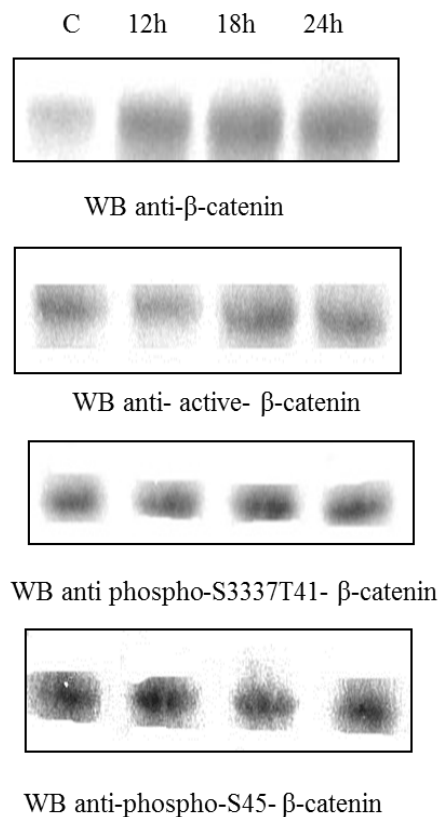 C 12h 18h 24h
WB anti-β-catenin
WB anti- active- β-catenin
WB anti phospho-S3337T41- β-catenin
WB anti-phospho-S45- β-catenin